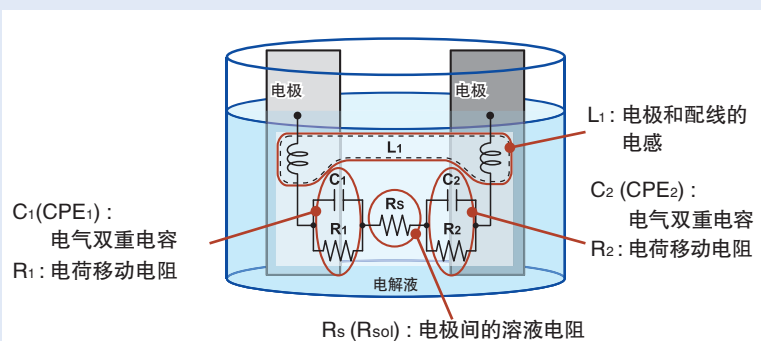 电极
电极
L₁
L₁ : 电极和配线的
电感
C₁
C₂
Rs
R₁
R₂
C₁(CPE₁) :
电气双重电容
R₁ : 电荷移动电阻
C₂ (CPE₂) :
电气双重电容
R₂ : 电荷移动电阻
电解液
Rs (Rsol) : 电极间的溶液电阻